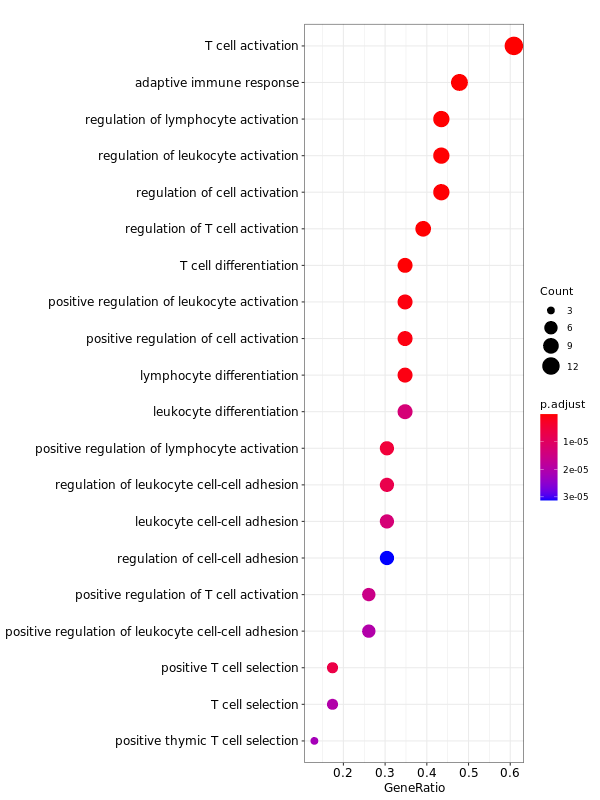 T cell activation
adaptive immune response
regulation of lymphocyte activation
regulation of leukocyte activation
regulation of cell activation
regulation of T cell activation
T cell differentiation
positive regulation of leukocyte activation
positive regulation of cell activation
lymphocyte differentiation
leukocyte differentiation
positive regulation of lymphocyte activation
regulation of leukocyte cell-cell adhesion
leukocyte cell-cell adhesion
regulation of cell-cell adhesion
positive regulation of T cell activation
positive regulation of leukocyte cell-cell adhesion
positive T cell selection
T cell selection
positive thymic T cell selection
0.2 0.3 0.4 0.5 0.6
GeneRatio
Count
3
6
9
12
p.adjust
1e-05
2e-05
3e-05